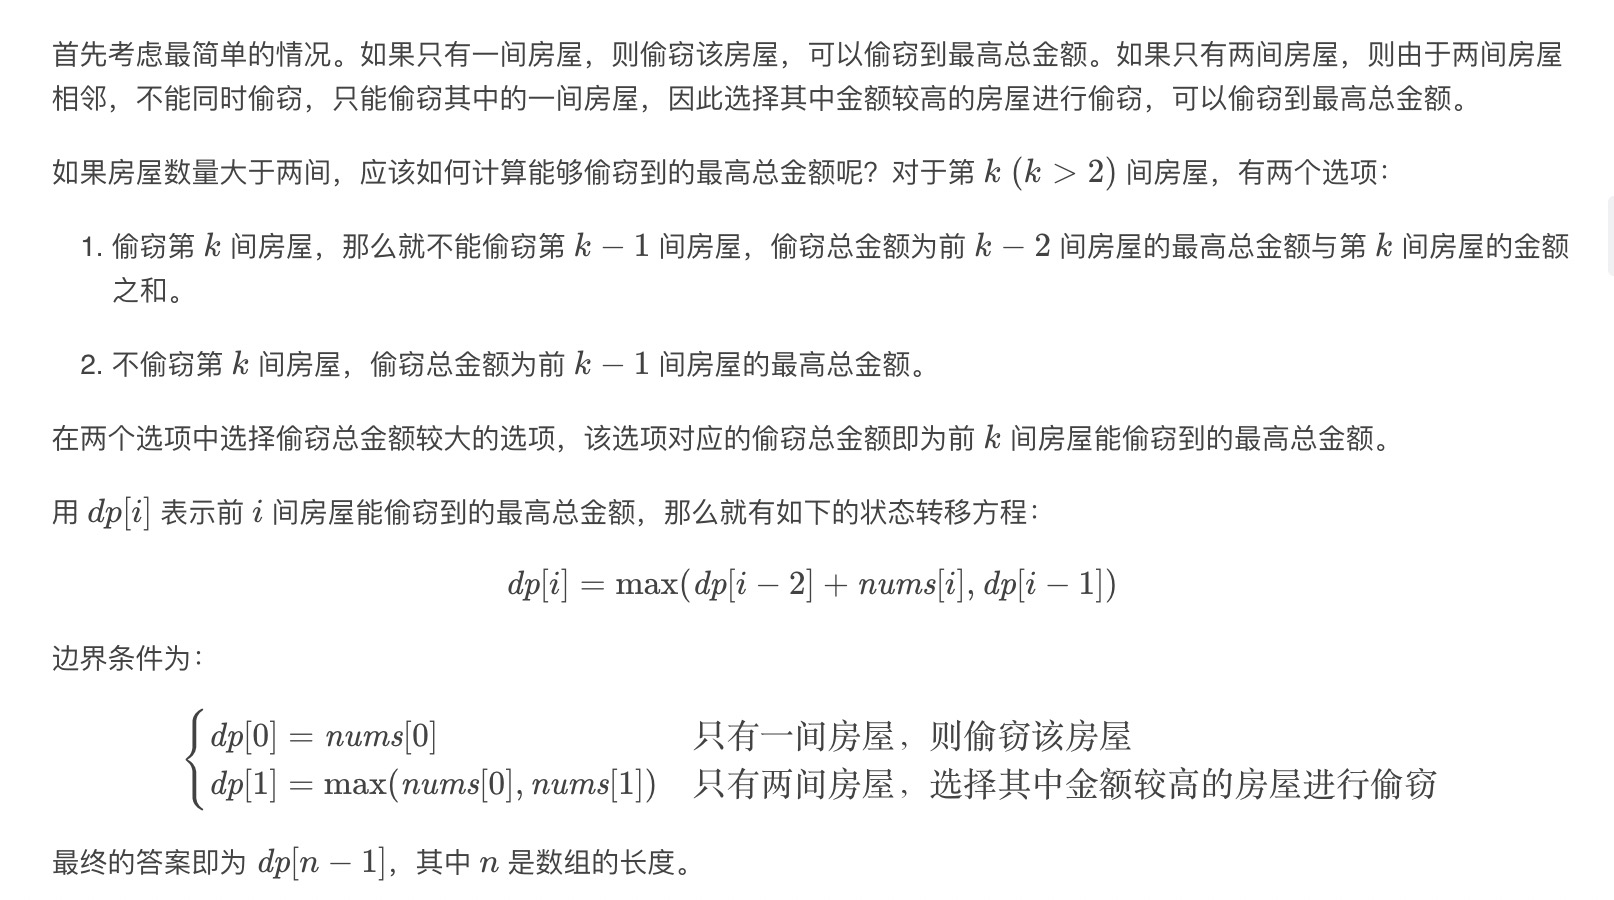 首先考虑最简单的情况。如果只有一间房屋，则偷窃该房屋，可以偷窃到最高总金额。如果只有两间房屋，则由于两间房屋
相邻，不能同时偷窃，只能偷窃其中的一间房屋，因此选择其中金额较高的房屋进行偷窃，可以偷窃到最高总金额。
如果房屋数量大于两间，应该如何计算能够偷窃到的最高总金额呢？对于第 k (k > 2) 间房屋，有两个选项：
1. 偷窃第 k 间房屋，那么就不能偷窃第 k − 1 间房屋，偷窃总金额为前 k − 2 间房屋的最高总金额与第 k 间房屋的金额
之和。
2. 不偷窃第 k 间房屋，偷窃总金额为前 k − 1 间房屋的最高总金额。
在两个选项中选择偷窃总金额较大的选项，该选项对应的偷窃总金额即为前 k 间房屋能偷窃到的最高总金额。
用 dp[i] 表示前 i 间房屋能偷窃到的最高总金额，那么就有如下的状态转移方程：
dp[i] = max(dp[i − 2] + nums[i], dp[i − 1])
边界条件为：
dp[0] = nums[0] 只有一间房屋，则偷窃该房屋
dp[1] = max(nums[0], nums[1]) 只有两间房屋，选择其中金额较高的房屋进行偷窃
最终的答案即为 dp[n − 1]，其中 n 是数组的长度。